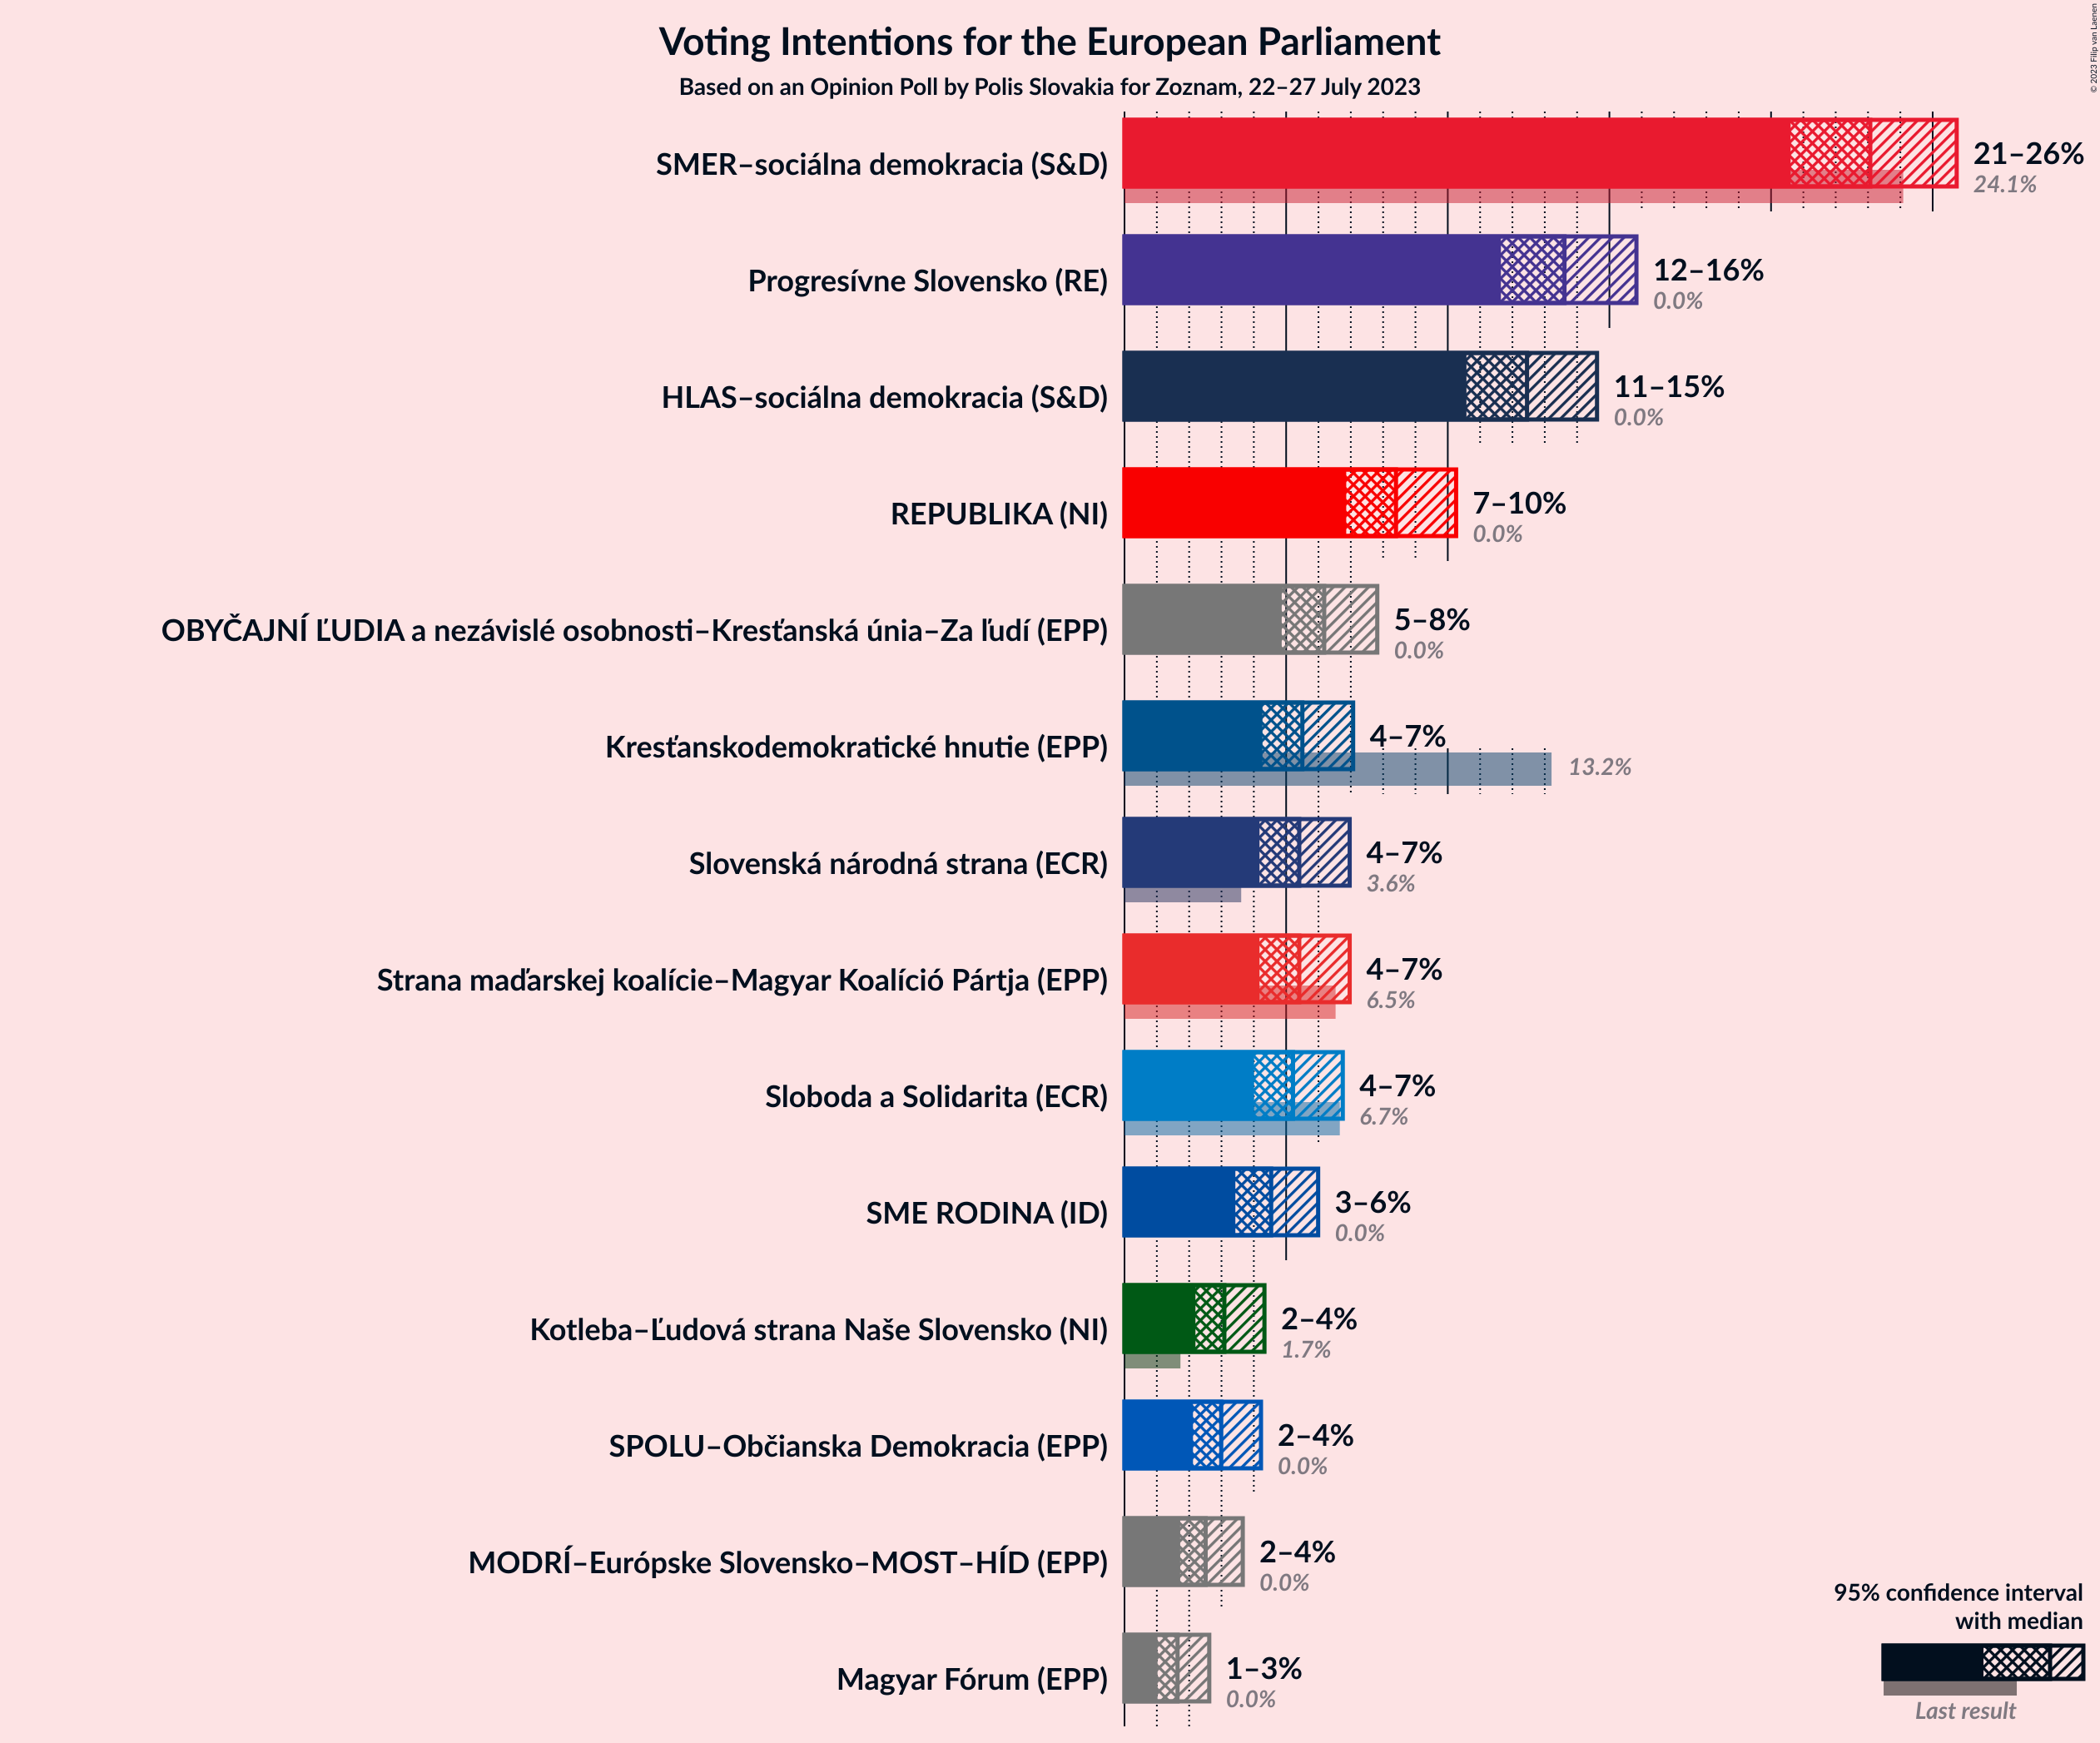 Voting Intentions for the European Parliament
Based on an Opinion Poll by Polis Slovakia for Zoznam, 22–27 July 2023
© 2023 Filip van Laenen
SMER–sociálna demokracia (S&D)
21–26%
24.1%
Progresívne Slovensko (RE)
12–16%
0.0%
HLAS–sociálna demokracia (S&D)
11–15%
0.0%
REPUBLIKA (NI)
7–10%
0.0%
OBYČAJNÍ ĽUDIA a nezávislé osobnosti–Kresťanská únia–Za ľudí (EPP)
5–8%
0.0%
Kresťanskodemokratické hnutie (EPP)
4–7%
13.2%
Slovenská národná strana (ECR)
4–7%
3.6%
Strana maďarskej koalície–Magyar Koalíció Pártja (EPP)
4–7%
6.5%
Sloboda a Solidarita (ECR)
4–7%
6.7%
SME RODINA (ID)
3–6%
0.0%
Kotleba–Ľudová strana Naše Slovensko (NI)
2–4%
1.7%
SPOLU–Občianska Demokracia (EPP)
2–4%
0.0%
MODRÍ–Európske Slovensko–MOST–HÍD (EPP)
2–4%
0.0%
Magyar Fórum (EPP)
1–3%
0.0%
95% confidence interval
with median
Last result